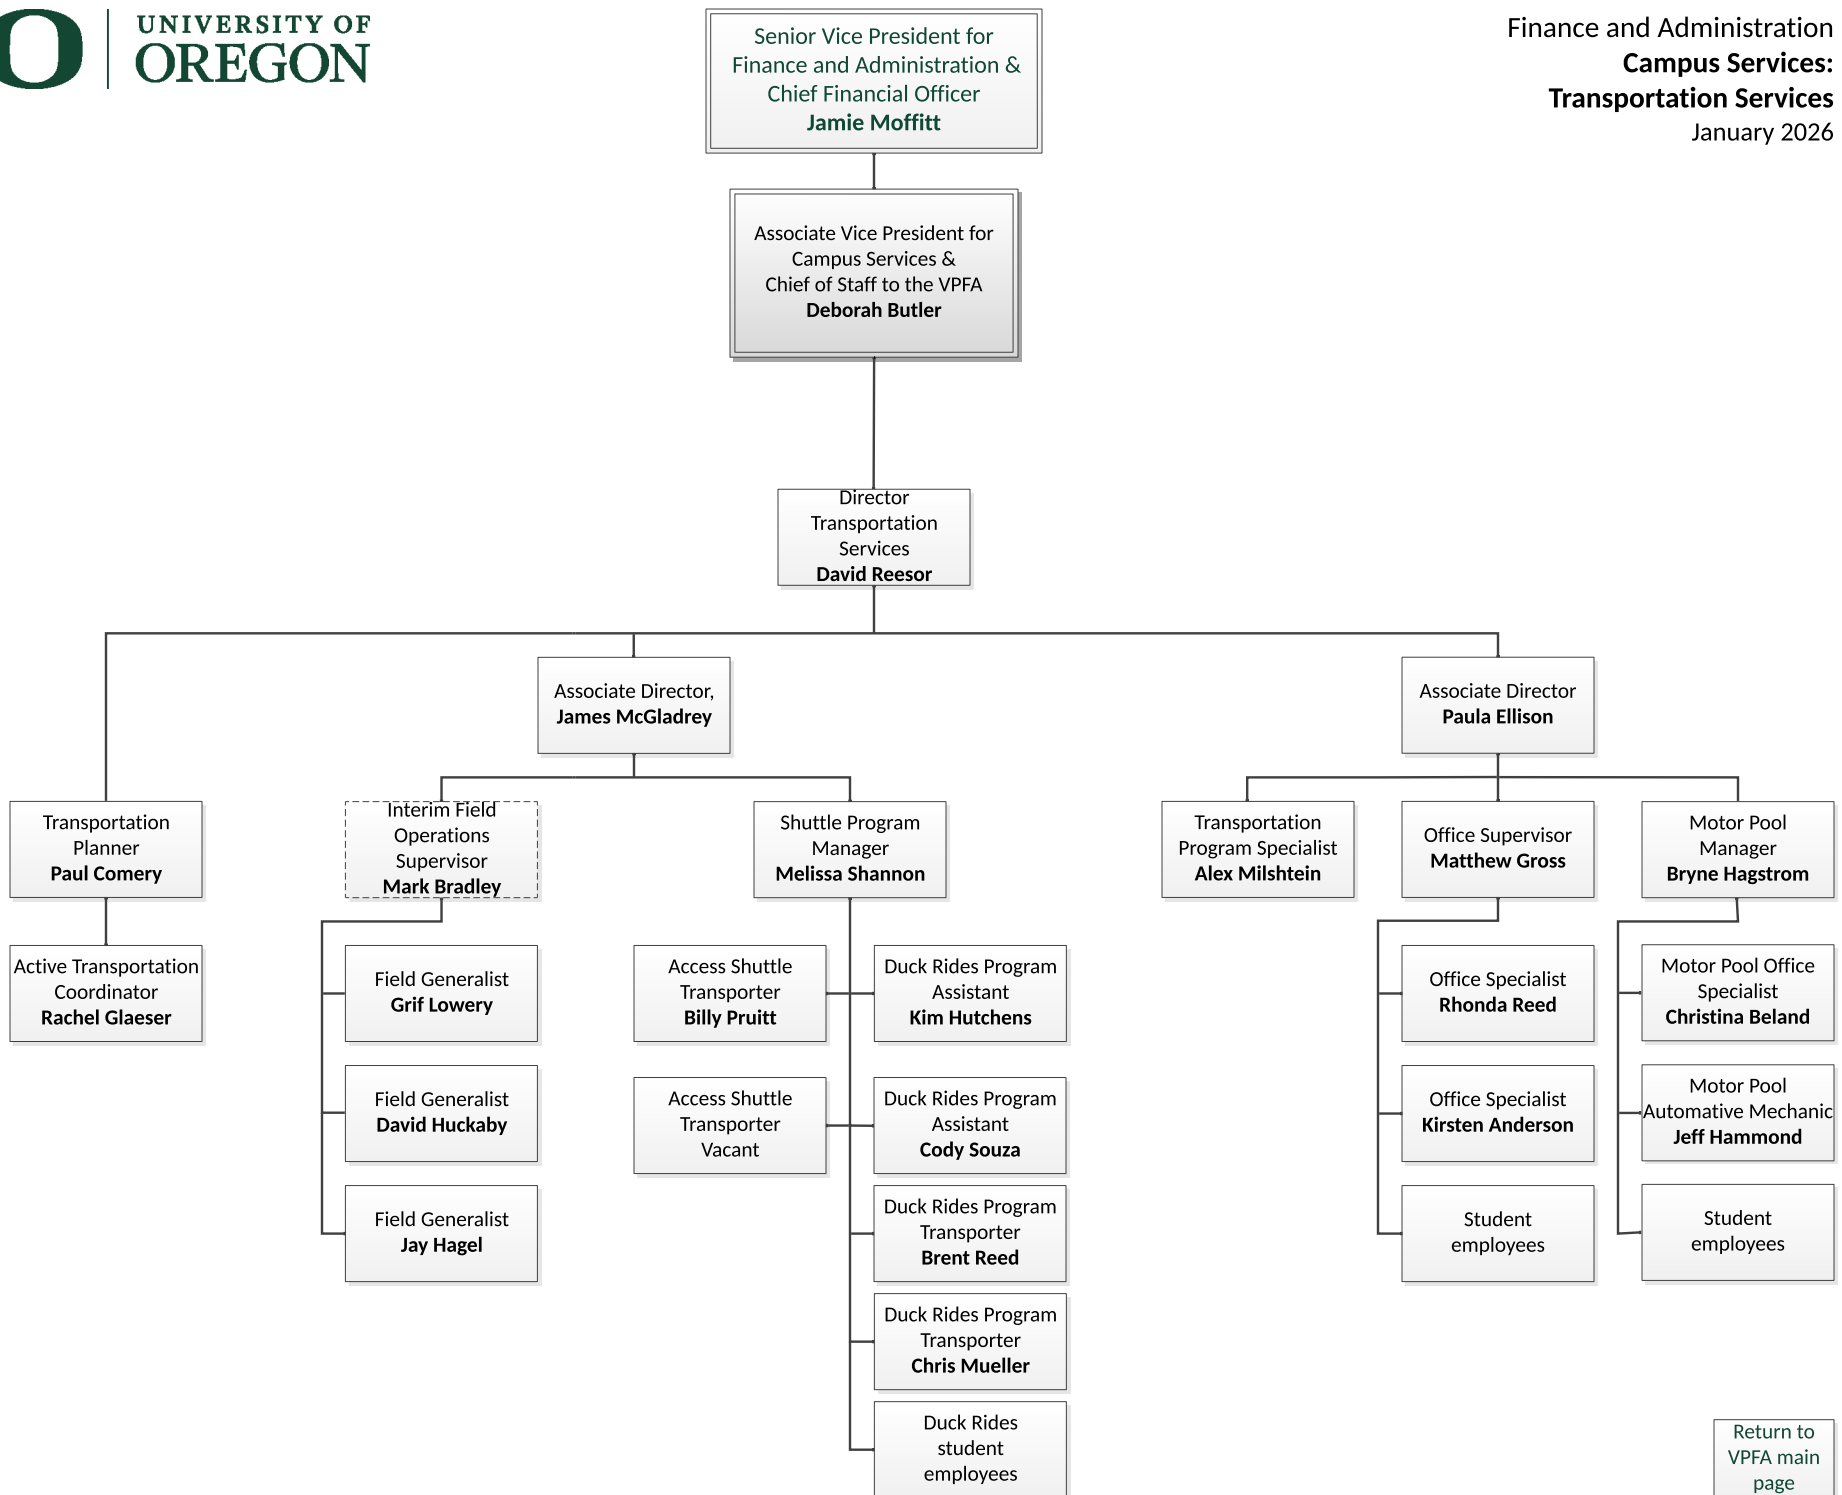 UNIVERSITY OF
OREGON
Senior Vice President for
Finance and Administration &
Chief Financial Officer
Jamie Moffitt
Finance and Administration
Campus Services:
Transportation Services
January 2026
Associate Vice President for
Campus Services &
Chief of Staff to the VPFA
Deborah Butler
Director
Transportation
Services
David Reesor
Associate Director,
James McGladrey
Associate Director
Paula Ellison
Transportation
Planner
Paul Comery
Interim Field
Operations
Supervisor
Mark Bradley
Shuttle Program
Manager
Melissa Shannon
Transportation
Program Specialist
Alex Milshtein
Office Supervisor
Matthew Gross
Motor Pool
Manager
Bryne Hagstrom
Active Transportation
Coordinator
Rachel Glaeser
Field Generalist
Grif Lowery
Access Shuttle
Transporter
Billy Pruitt
Duck Rides Program
Assistant
Kim Hutchens
Office Specialist
Rhonda Reed
Motor Pool Office
Specialist
Christina Beland
Field Generalist
David Huckaby
Access Shuttle
Transporter
Vacant
Duck Rides Program
Assistant
Cody Souza
Office Specialist
Kirsten Anderson
Motor Pool
Automative Mechanic
Jeff Hammond
Field Generalist
Jay Hagel
Duck Rides Program
Transporter
Brent Reed
Student
employees
Student
employees
Duck Rides Program
Transporter
Chris Mueller
Duck Rides
student
employees
Return to
VPFA main
page